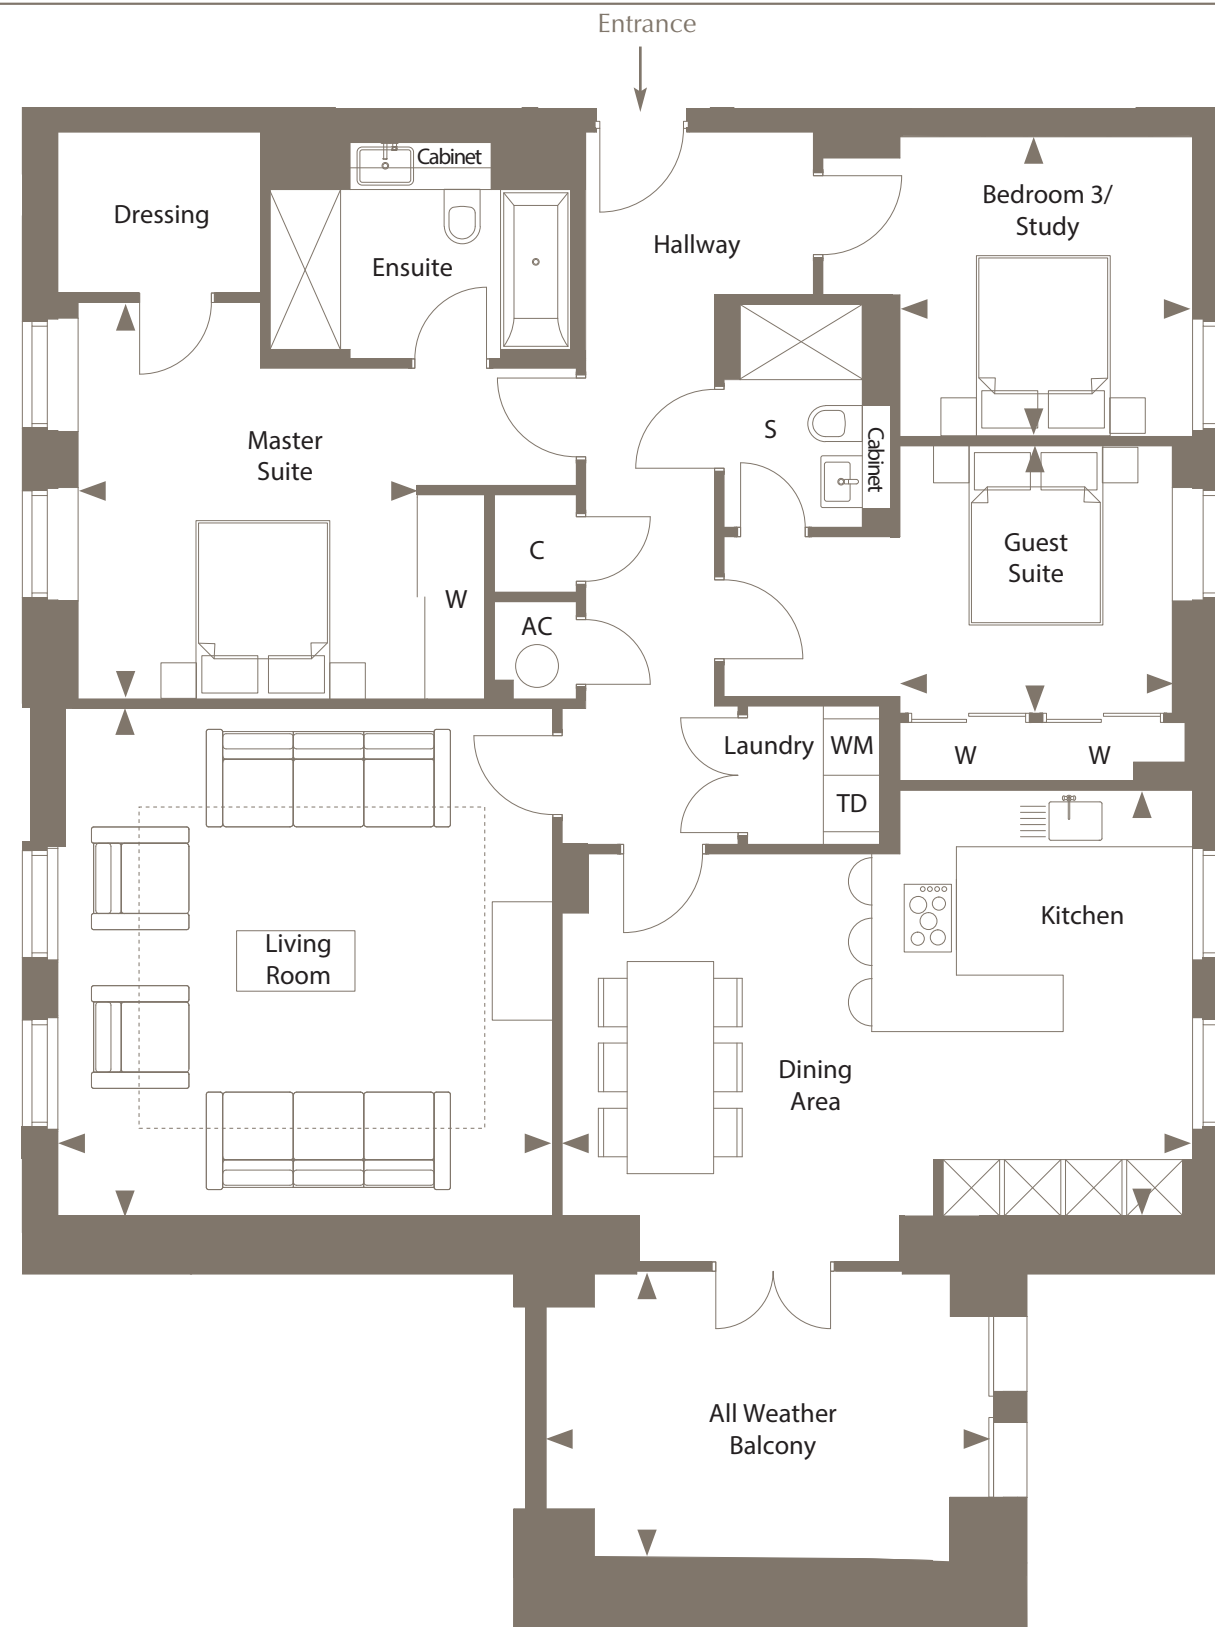 Entrance
Cabinet
Dressing
Ensuite
Hallway
Bedroom 3/
Study
Master
Suite
S
Cabinet
C
W
AC
Guest
Suite
Laundry
WM
TD
W
W
Living
Room
Kitchen
Dining
Area
All Weather
Balcony